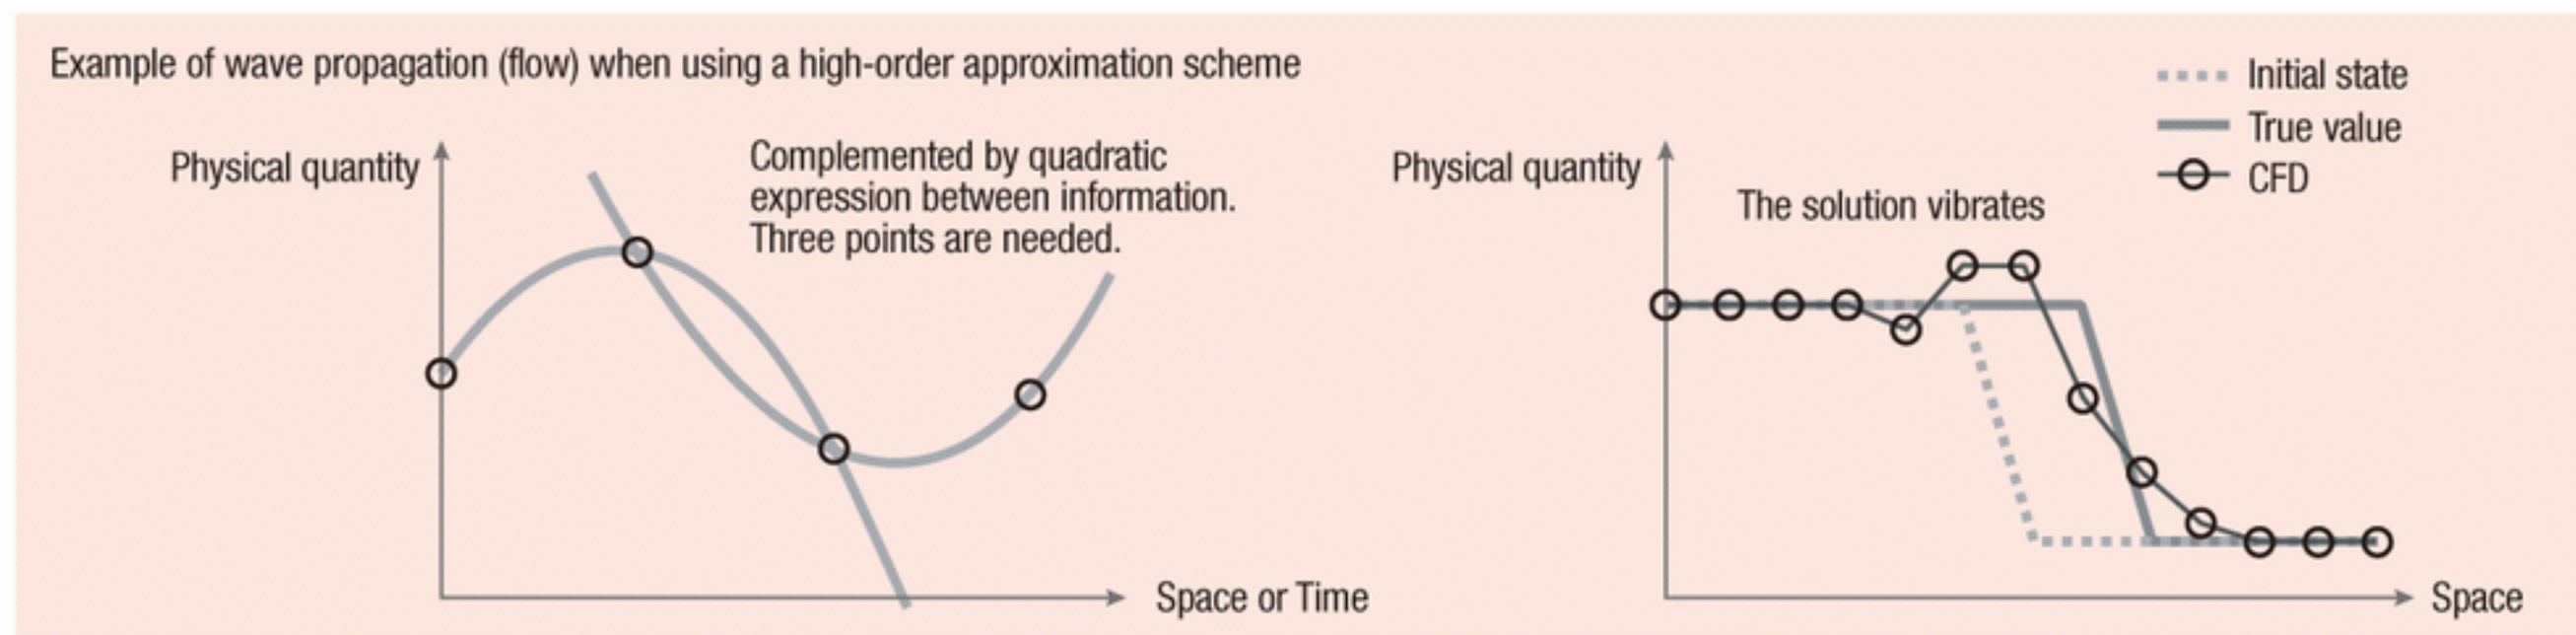 Example of wave propagation (flow) when using a high-order approximation scheme
Physical quantity
Complemented by quadratic
expression between information.
Three points are needed.
Space or Time
Initial state
True value
CFD
Physical quantity
The solution vibrates
Space